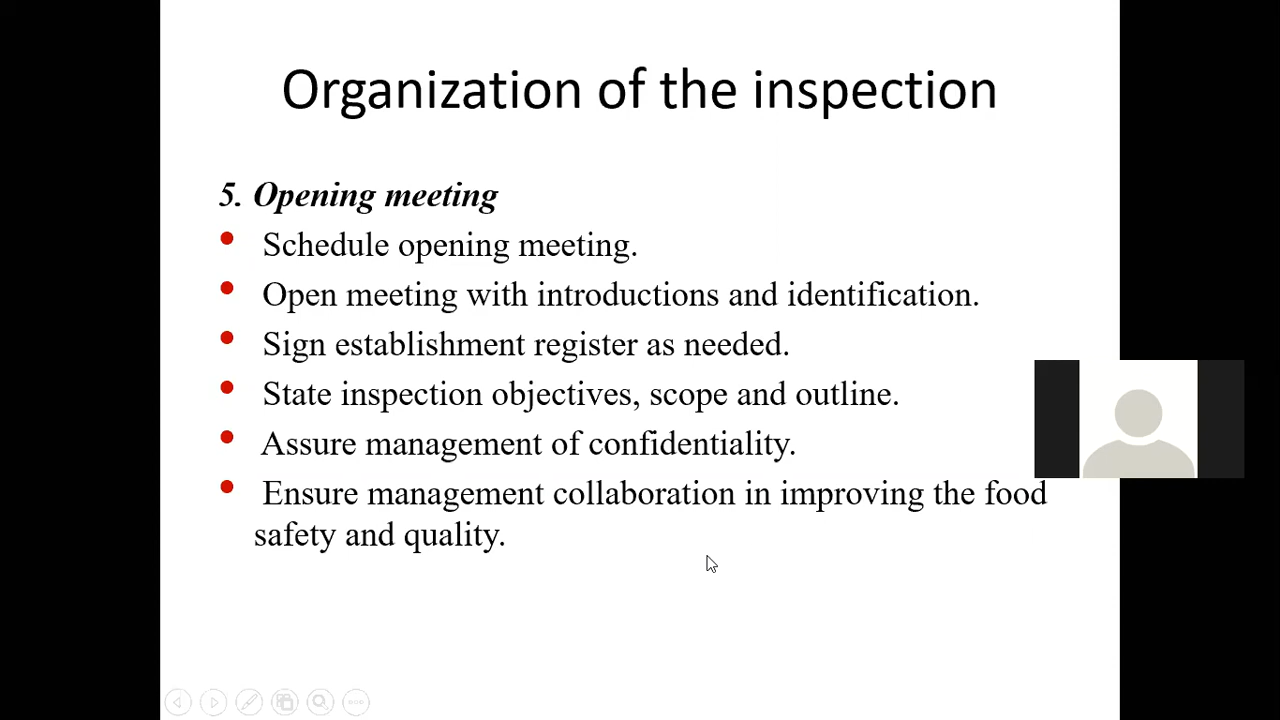 Organization of the inspection
5. Opening meeting
• Schedule opening meeting.
• Open meeting with introductions and identification.
• Sign establishment register as needed.
• State inspection objectives, scope and outline.
• Assure management of confidentiality.
• Ensure management collaboration in improving the food
safety and quality.